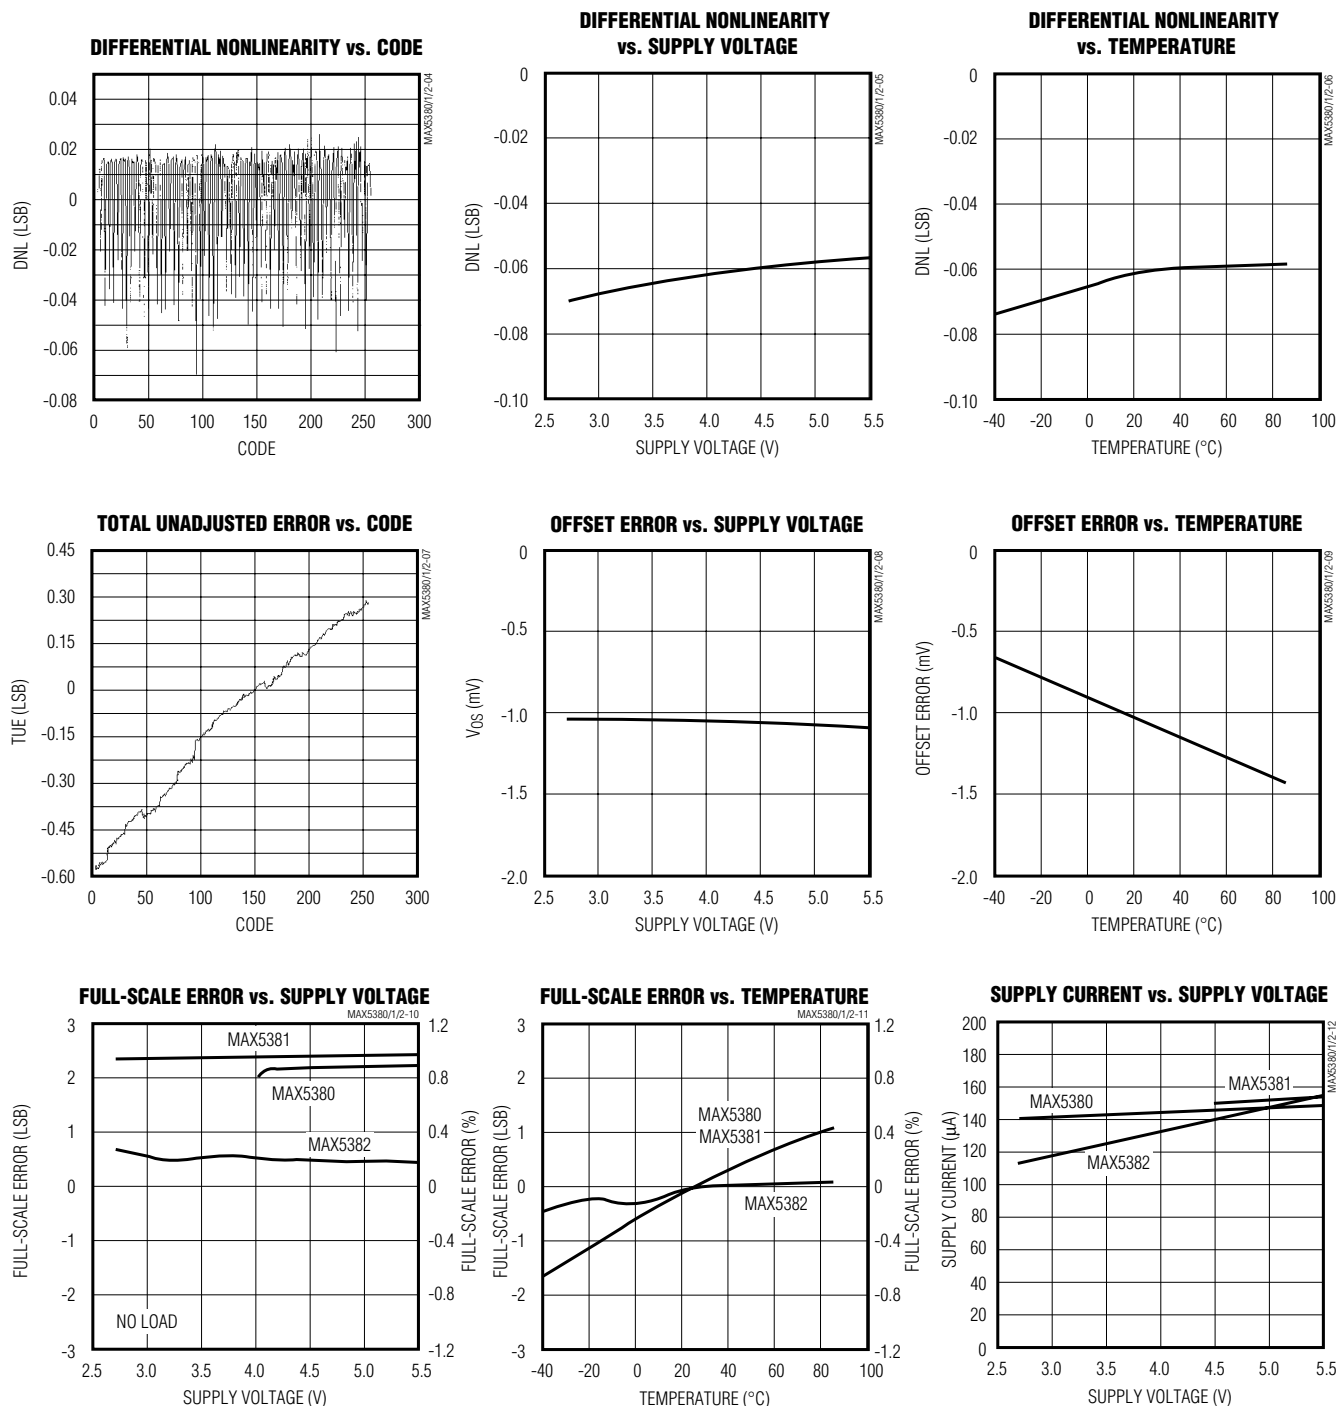 DIFFERENTIAL NONLINEARITY vs. CODE
MAX5380/1/2-04
DNL (LSB)
0.04
0.02
0
-0.02
-0.04
-0.06
-0.08
0 50 100 150 200 250 300
CODE
DIFFERENTIAL NONLINEARITY
vs. SUPPLY VOLTAGE
MAX5380/1/2-05
DNL (LSB)
0
-0.02
-0.04
-0.06
-0.08
-0.10
2.5 3.0 3.5 4.0 4.5 5.0 5.5
SUPPLY VOLTAGE (V)
DIFFERENTIAL NONLINEARITY
vs. TEMPERATURE
MAX5380/1/2-06
DNL (LSB)
0
-0.02
-0.04
-0.06
-0.08
-0.10
-40 -20 0 20 40 60 80 100
TEMPERATURE (°C)
TOTAL UNADJUSTED ERROR vs. CODE
MAX5380/1/2-07
TUE (LSB)
0.45
0.30
0.15
0
-0.15
-0.30
-0.45
-0.60
0 50 100 150 200 250 300
CODE
OFFSET ERROR vs. SUPPLY VOLTAGE
MAX5380/1/2-08
VOS (mV)
0
-0.5
-1.0
-1.5
-2.0
2.5 3.0 3.5 4.0 4.5 5.0 5.5
SUPPLY VOLTAGE (V)
OFFSET ERROR vs. TEMPERATURE
MAX5380/1/2-09
OFFSET ERROR (mV)
0
-0.5
-1.0
-1.5
-2.0
-40 -20 0 20 40 60 80 100
TEMPERATURE (°C)
FULL-SCALE ERROR vs. SUPPLY VOLTAGE
MAX5380/1/2-10
FULL-SCALE ERROR (LSB)
3
2
1
0
-1
-2
-3
MAX5381
MAX5380
MAX5382
NO LOAD
1.2
0.8
0.4
0
-0.4
-0.8
-1.2
FULL-SCALE ERROR (%)
2.5 3.0 3.5 4.0 4.5 5.0 5.5
SUPPLY VOLTAGE (V)
FULL-SCALE ERROR vs. TEMPERATURE
MAX5380/1/2-11
FULL-SCALE ERROR (LSB)
3
2
1
0
-1
-2
-3
MAX5380
MAX5381
MAX5382
1.2
0.8
0.4
0
-0.4
-0.8
-1.2
FULL-SCALE ERROR (%)
-40 -20 0 20 40 60 80 100
TEMPERATURE (°C)
SUPPLY CURRENT vs. SUPPLY VOLTAGE
MAX5380/1/2-12
SUPPLY CURRENT (µA)
200
180
160
140
120
100
80
60
40
20
0
MAX5381
MAX5380
MAX5382
2.5 3.0 3.5 4.0 4.5 5.0 5.5
SUPPLY VOLTAGE (V)